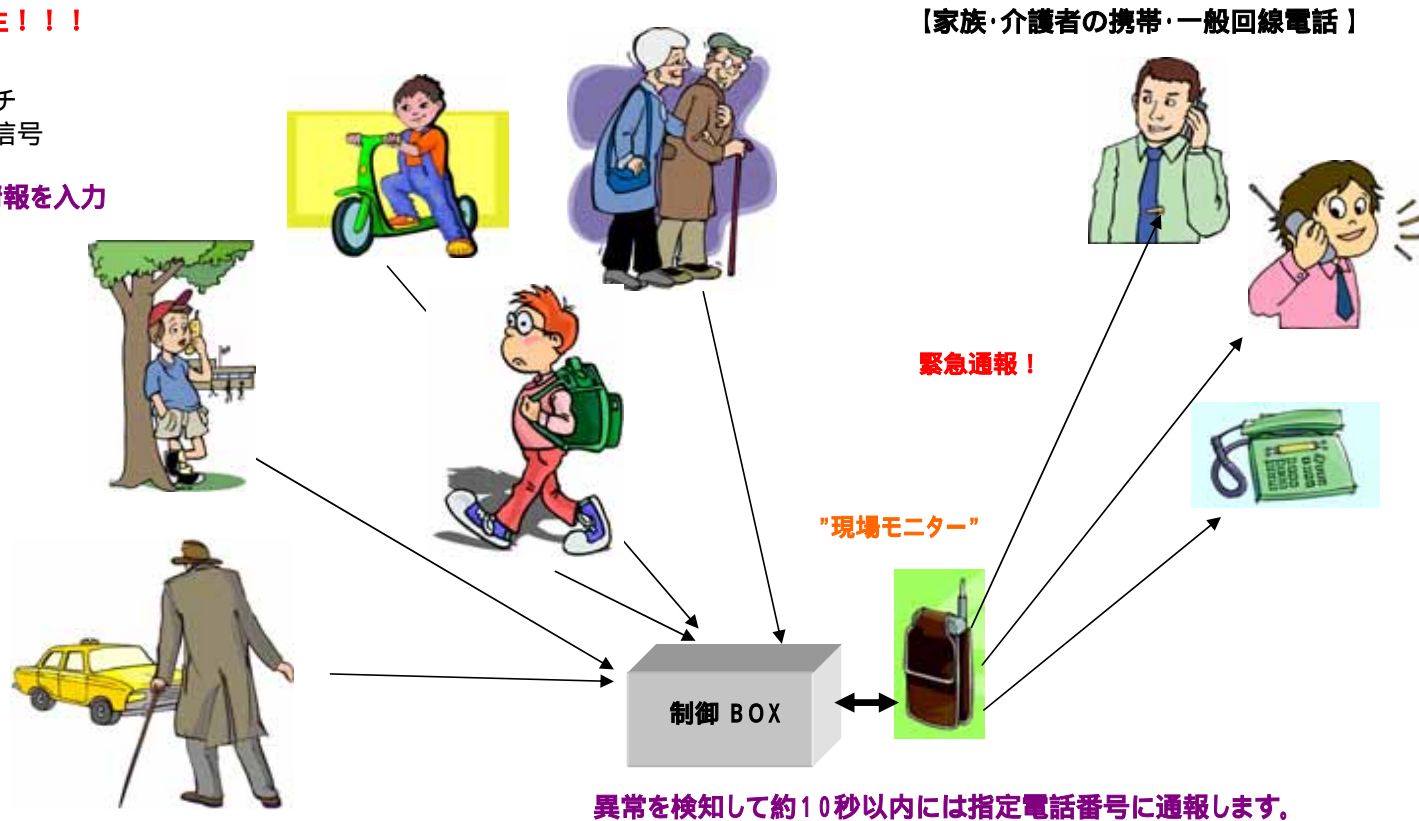 生！！！
チ
信号
情報を入力
【家族･介護者の携帯･一般回線電話 】
緊急通報！
”現場モニター”
制御 BOX
異常を検知して約10秒以内には指定電話番号に通報します。